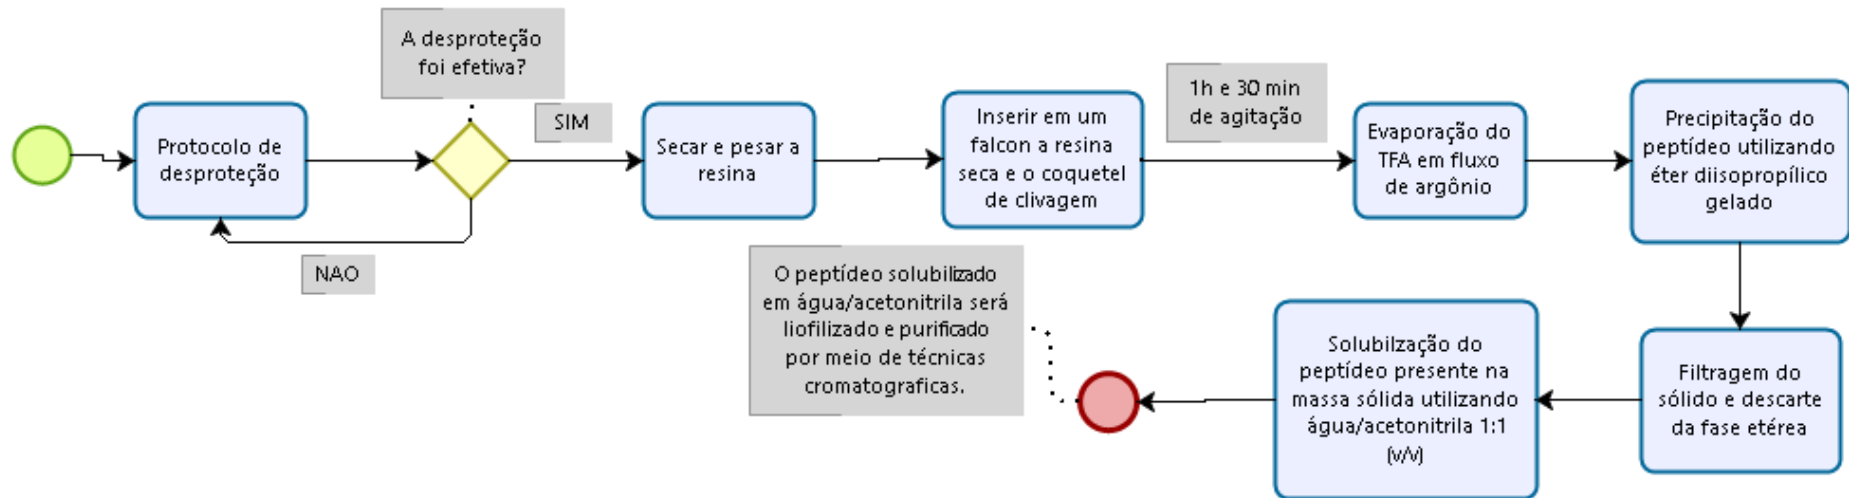 A desproteção
foi efetiva?
Protocolo de
desproteção
SIM
NAO
Secar e pesar a
resina
Inserir em um
falcon a resina
seca e o coquetel
de clivagem
1h e 30 min
de agitação
Evaporação do
TFA em fluxo
de argônio
Precipitação do
peptídeo utilizando
éter diisopropílico
gelado
Filtragem do
sólido e descarte
da fase etérea
Solubilzação do
peptídeo presente na
massa sólida utilizando
água/acetonitrila 1:1
(v/v)
O peptídeo solubilizado
em água/acetonitrila será
liofilizado e purificado
por meio de técnicas
cromatograficas.